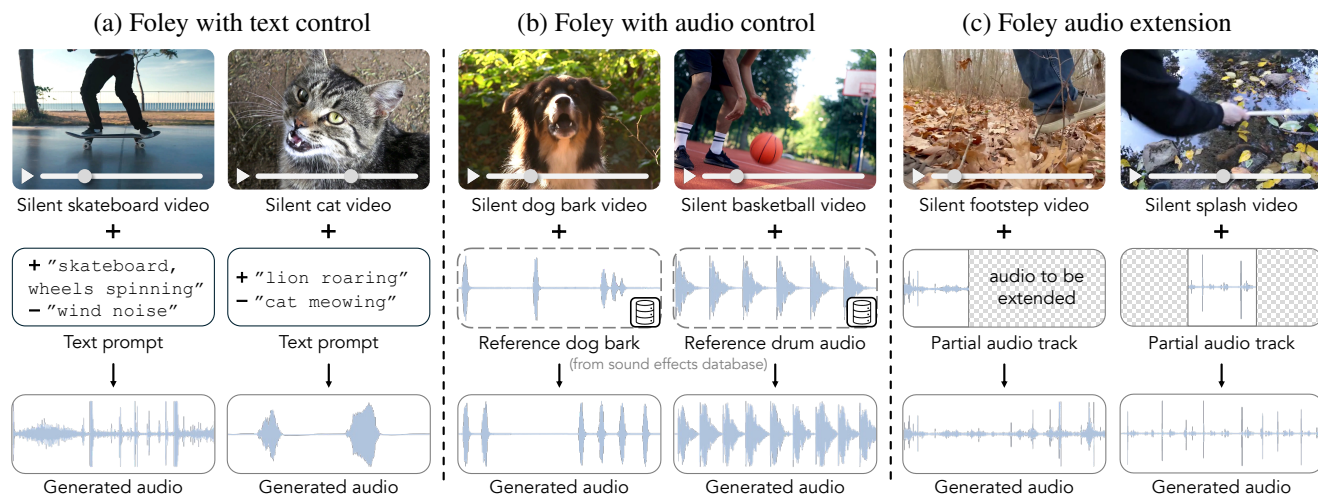 (a) Foley with text control
(b) Foley with audio control
(c) Foley audio extension
Silent skateboard video
Silent cat video
Silent dog bark video
Silent basketball video
Silent footstep video
Silent splash video
+
+
+
+
+
+
+ ”skateboard,
wheels spinning”
− ”wind noise”
+ ”lion roaring”
− ”cat meowing”
audio to be
extended
Text prompt
Text prompt
Reference dog bark
Reference drum audio
(from sound effects database)
Partial audio track
Partial audio track
Generated audio
Generated audio
Generated audio
Generated audio
Generated audio
Generated audio